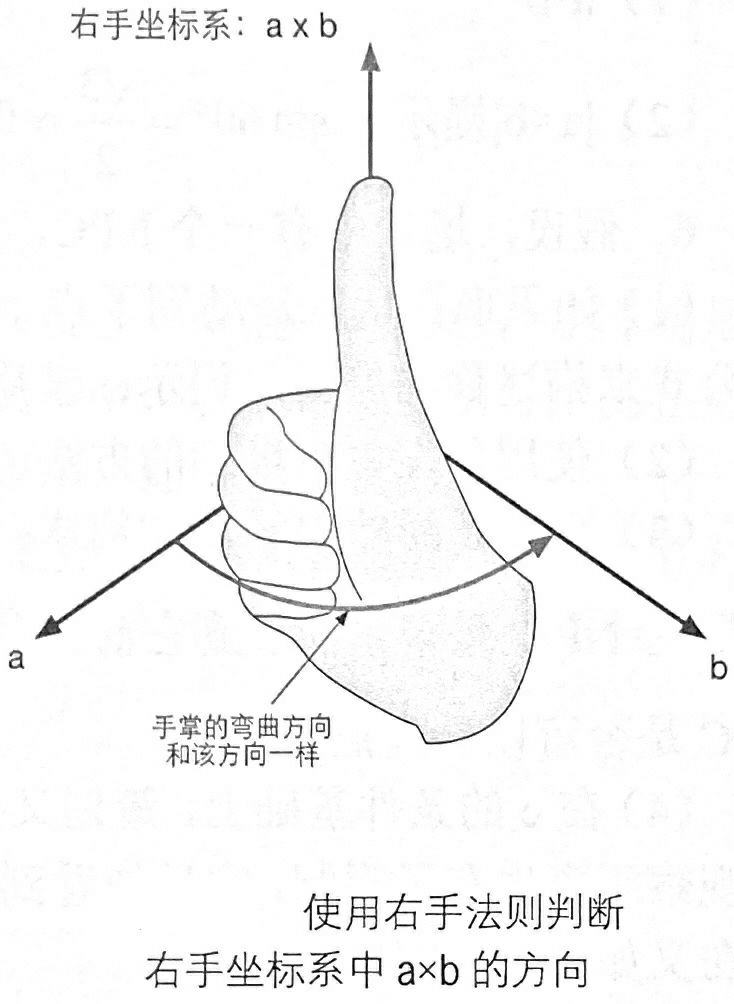 右手坐标系：a x b
a
b
手掌的弯曲方向
和该方向一样
使用右手法则判断
右手坐标系中 a×b 的方向